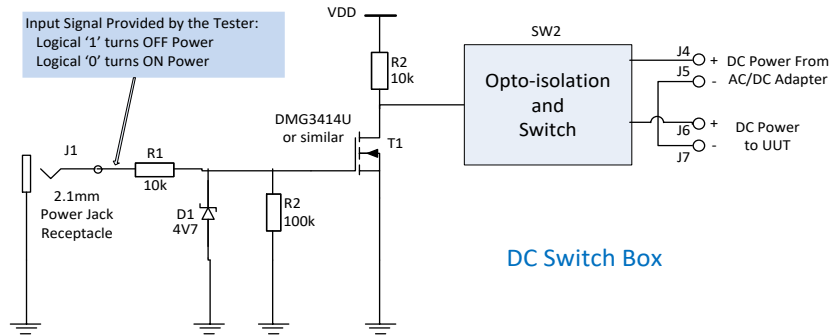 Input Signal Provided by the Tester:
Logical ‘1’ turns OFF Power
Logical ‘0’ turns ON Power
VDD
R2
10k
SW2
Opto-isolation
and
Switch
J4
+
DC Power From
J5
-
AC/DC Adapter
+
J6
DC Power
to UUT
J7
-
DMG3414U
or similar
T1
J1
R1
10k
2.1mm
Power Jack
Receptacle
D1
4V7
R2
100k
DC Switch Box